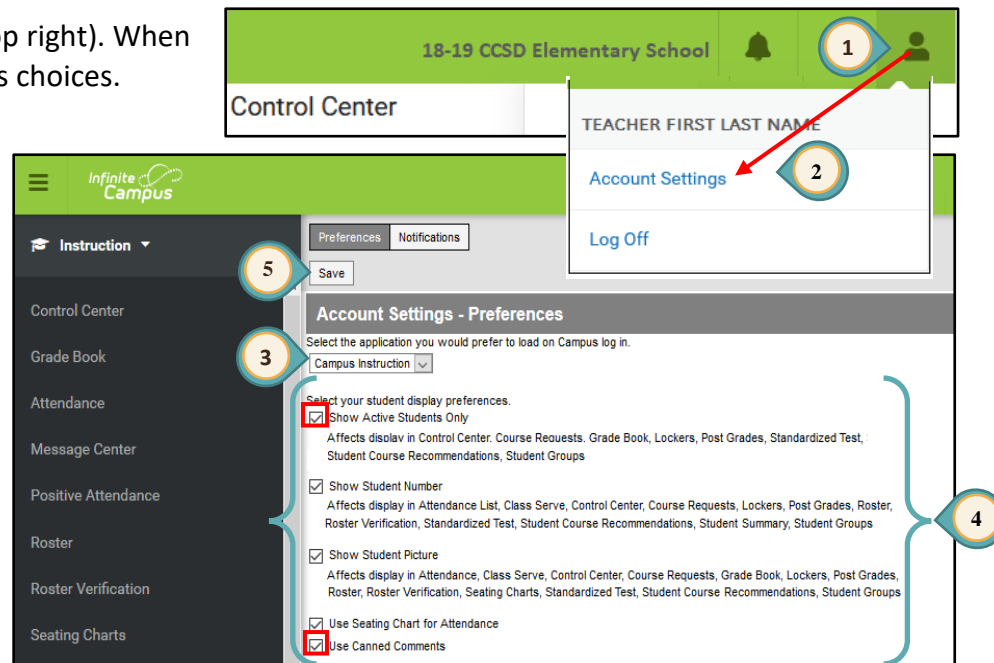 op right). When
s choices.
18-19 CCSD Elementary School
1
Control Center
TEACHER FIRST LAST NAME
Account Settings
2
Log Off
Infinite
Campus
Instruction
Preferences Notifications
5
Save
Control Center
Account Settings - Preferences
Select the application you would prefer to load on Campus log in.
Grade Book
3
Campus Instruction
Attendance
Select your student display preferences.
Show Active Students Only
Affects display in Control Center. Course Requests. Grade Book, Lockers, Post Grades, Standardized Test,
Student Course Recommendations, Student Groups
Message Center
Positive Attendance
Show Student Number
Affects display in Attendance List, Class Serve, Control Center, Course Requests, Lockers, Post Grades, Roster,
Roster Verification, Standardized Test, Student Course Recommendations, Student Summary, Student Groups
4
Roster
Show Student Picture
Affects display in Attendance, Class Serve, Control Center, Course Requests, Grade Book, Lockers, Post Grades,
Roster, Roster Verification, Seating Charts, Standardized Test, Student Course Recommendations, Student Groups
Roster Verification
Use Seating Chart for Attendance
Seating Charts
Use Canned Comments